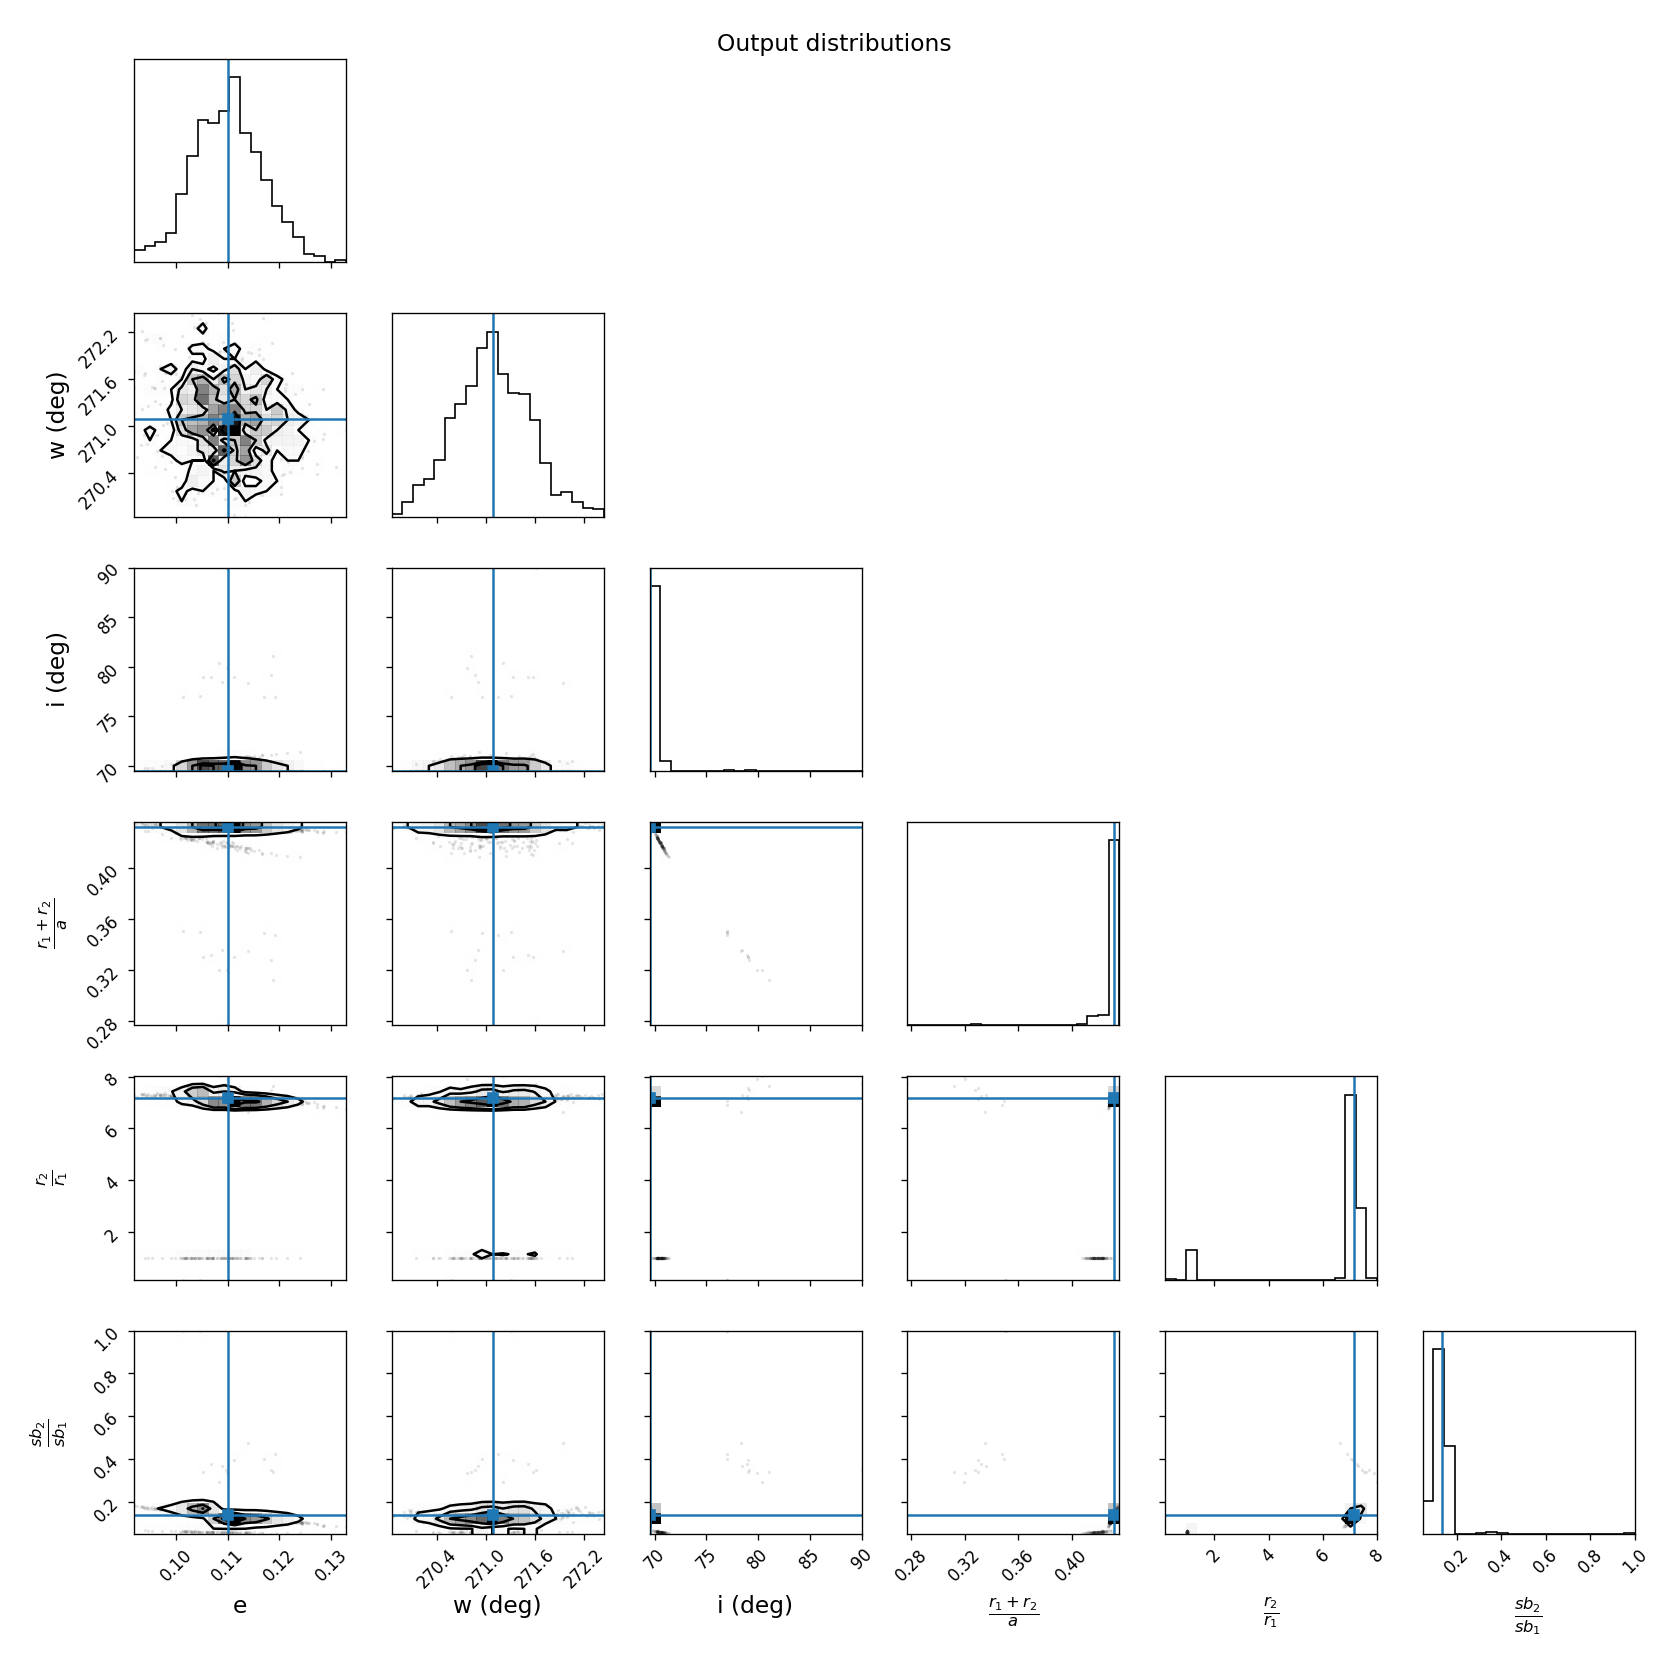 Output distributions
w (deg)
272.2
271.6
271.0
270.4
i (deg)
90
85
80
75
70
r₁ + r₂
a
0.40
0.36
0.32
0.28
r₂
r₁
8
6
4
2
sb₂
sb₁
1.0
0.8
0.6
0.4
0.2
0.10 0.11 0.12 0.13
270.4 271.0 271.6 272.2
70 75 80 85 90
0.28 0.32 0.36 0.40
2 4 6 8
0.2 0.4 0.6 0.8 1.0
e
w (deg)
i (deg)
r₁ + r₂
a
r₂
r₁
sb₂
sb₁